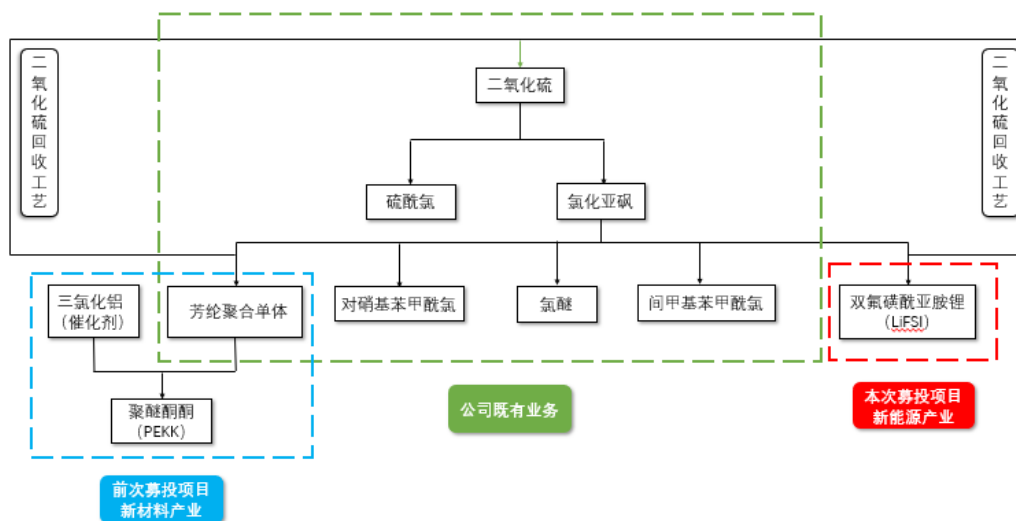 二氧化硫回收工艺
二氧化硫
二氧化硫回收工艺
硫酰氯
氯化亚砜
三氯化铝
（催化剂）
芳纶聚合单体
对硝基苯甲酰氯
氯醚
间甲基苯甲酰氯
双氟磺酰亚胺锂
（LiFSI）
聚醚酮酮
（PEKK）
公司既有业务
本次募投项目
新能源产业
前次募投项目
新材料产业